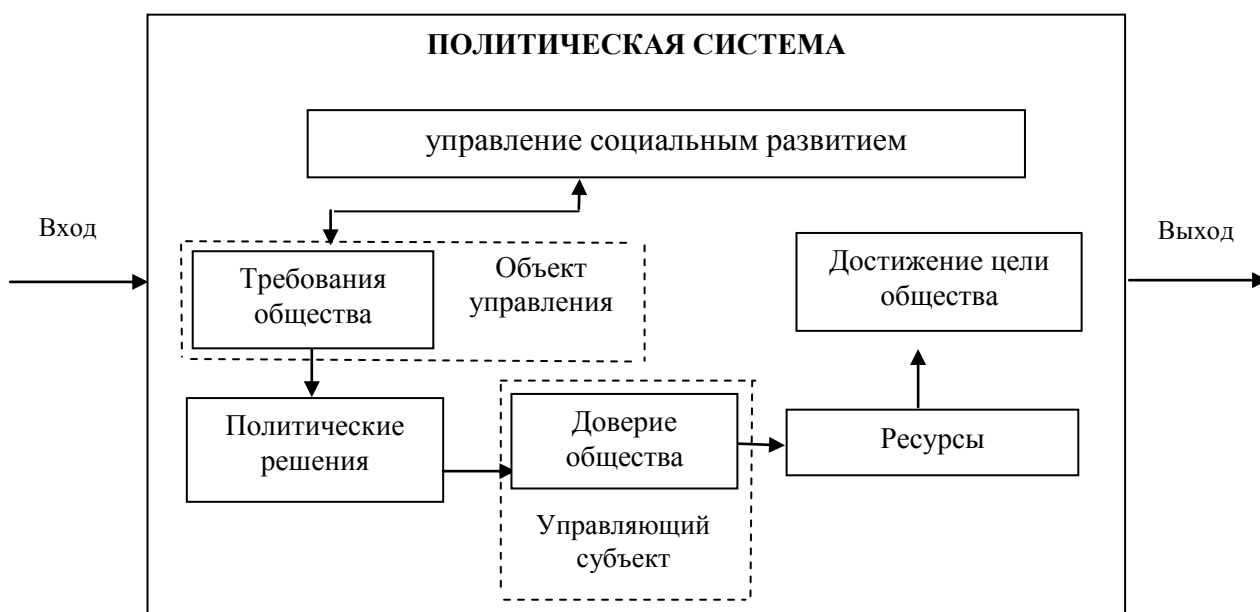 ПОЛИТИЧЕСКАЯ СИСТЕМА
управление социальным развитием
Вход
Выход
Требования
общества
Объект
управления
Достижение цели
общества
Политические
решения
Доверие
общества
Ресурсы
Управляющий
субъект